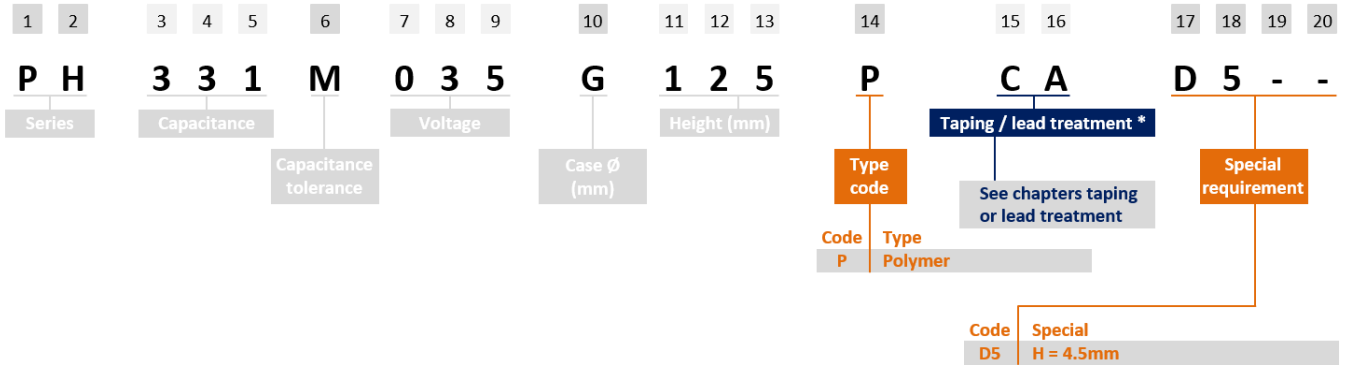 1 2 3 4 5 6 7 8 9 10 11 12 13 14 15 16 17 18 19 20
P H 3 3 1 M 0 3 5 G 1 2 5 P C A D 5 - -
Series
Capacitance
Voltage
Height (mm)
Taping / lead treatment *
Capacitance
tolerance
Case Ø
(mm)
Type
code
Special
requirement
See chapters taping
or lead treatment
Code Type
P Polymer
Code Special
D5 H = 4.5mm